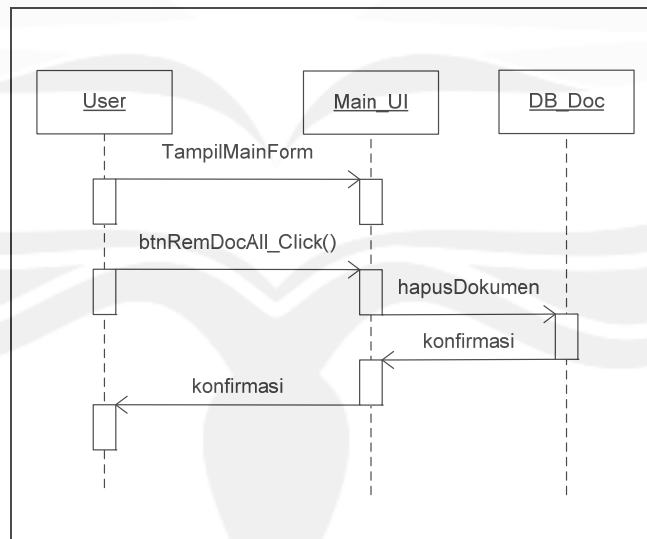 User
Main_UI
DB_Doc
TampilMainForm
btnRemDocAll_Click()
hapusDokumen
konfirmasi
konfirmasi